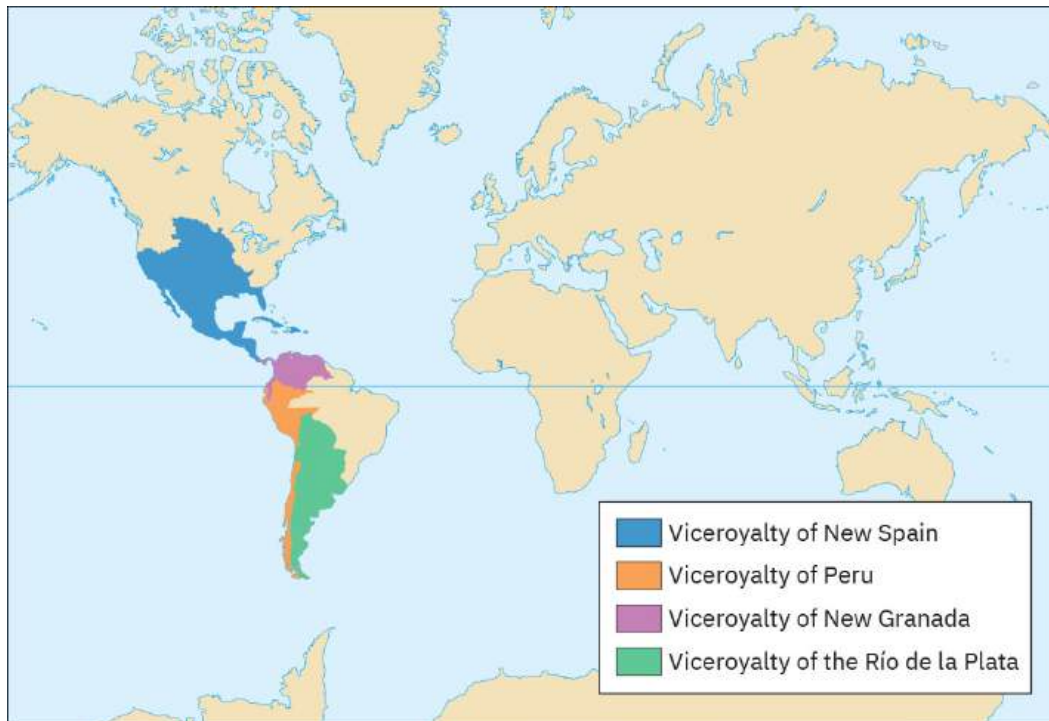 Viceroyalty of New Spain
Viceroyalty of Peru
Viceroyalty of New Granada
Viceroyalty of the Río de la Plata